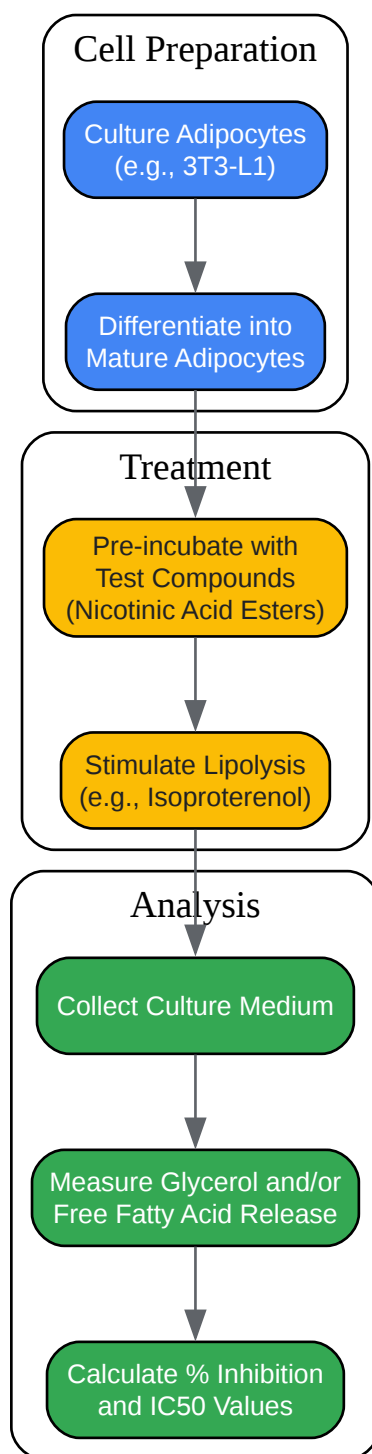 Cell Preparation
Culture Adipocytes
(e.g., 3T3-L1)
Differentiate into
Mature Adipocytes
Treatment
Pre-incubate with
Test Compounds
(Nicotinic Acid Esters)
Stimulate Lipolysis
(e.g., Isoproterenol)
Analysis
Collect Culture Medium
Measure Glycerol and/or
Free Fatty Acid Release
Calculate % Inhibition
and IC50 Values